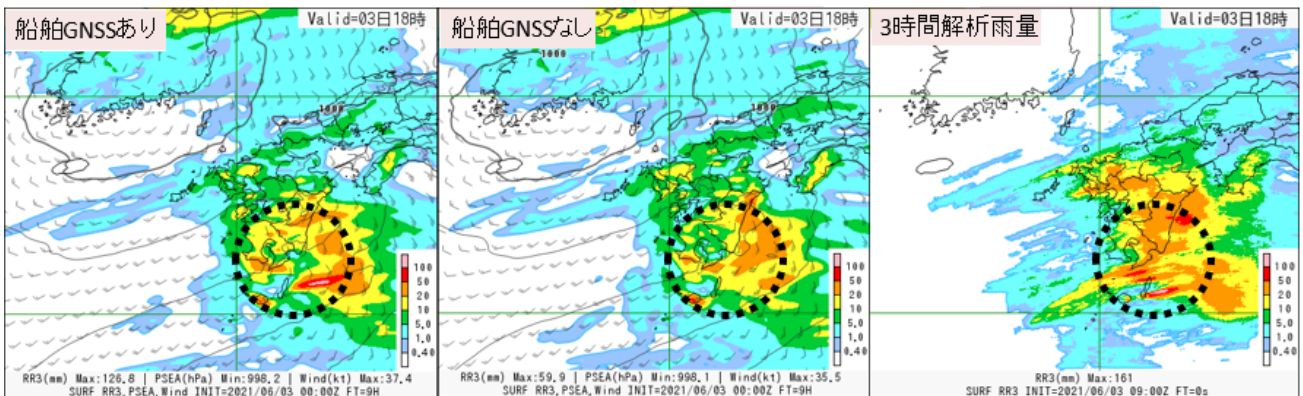 船舶GNSSあり
Valid=03日18時
1000
100
50
20
10
5.0
1.0
0.40
RR3(mm) Max:126.8 | PSEA(hPa) Min:998.2 | Wind(kt) Max:37.4
SURF RR3,PSEA,Wind INIT=2021/06/03 00:00Z FT=9H
船舶GNSSなし
Valid=03日18時
1000
1000
100
50
20
10
5.0
1.0
0.40
RR3(mm) Max:59.9 | PSEA(hPa) Min:998.1 | Wind(kt) Max:35.5
SURF RR3,PSEA,Wind INIT=2021/06/03 00:00Z FT=9H
3時間解析雨量
Valid=03日18時
100
50
20
10
5.0
1.0
0.40
RR3(mm) Max:161
SURF RR3 INIT=2021/06/03 09:00Z FT=0s